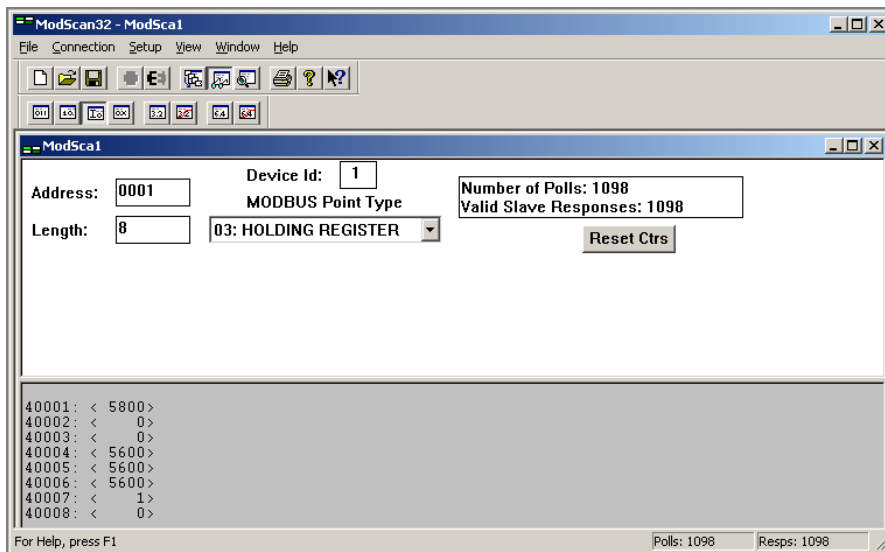 ModScan32 - ModSca1
File Connection Setup View Window Help
ModSca1
Address: 0001
Device Id: 1
MODBUS Point Type
Length: 8
03: HOLDING REGISTER
Number of Polls: 1098
Valid Slave Responses: 1098
Reset Ctrs
40001: < 5800>
40002: <    0>
40003: <    0>
40004: < 5600>
40005: < 5600>
40006: < 5600>
40007: <    1>
40008: <    0>
For Help, press F1
Polls: 1098
Resps: 1098